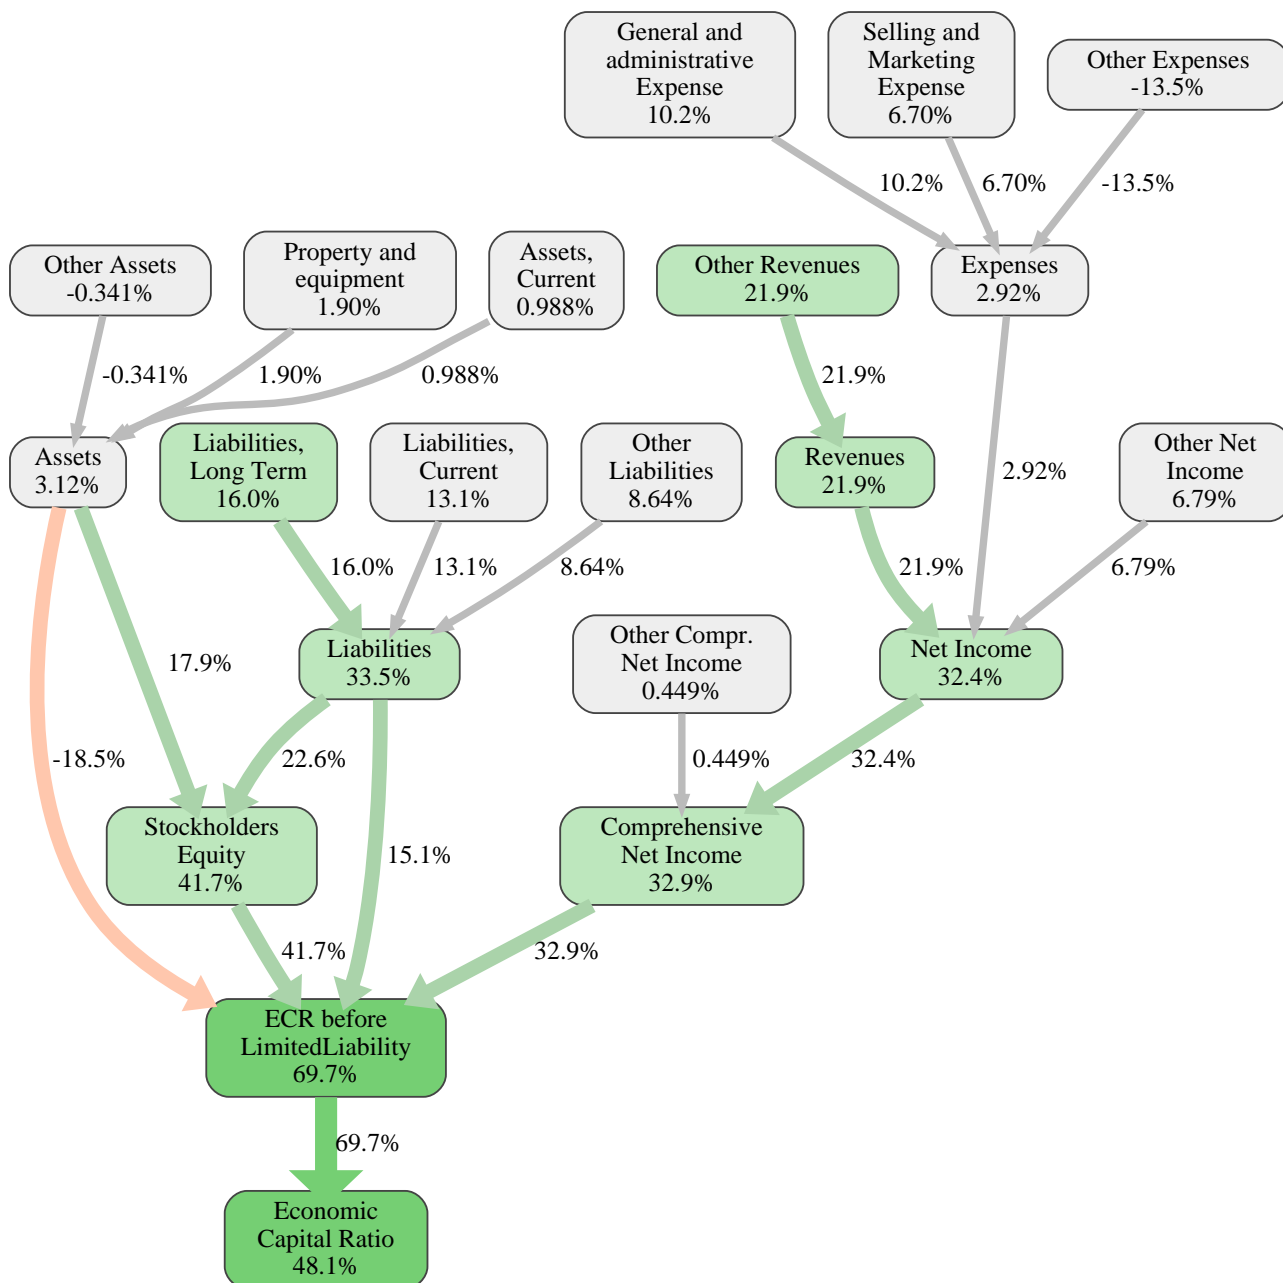 General and
administrative
Expense
10.2%
Selling and
Marketing
Expense
6.70%
Other Expenses
-13.5%
10.2%
6.70%
-13.5%
Other Assets
-0.341%
Property and
equipment
1.90%
Assets,
Current
0.988%
Other Revenues
21.9%
Expenses
2.92%
-0.341%
1.90%
0.988%
21.9%
Assets
3.12%
Liabilities,
Long Term
16.0%
Liabilities,
Current
13.1%
Other
Liabilities
8.64%
Revenues
21.9%
2.92%
Other Net
Income
6.79%
16.0%
13.1%
8.64%
21.9%
6.79%
17.9%
Liabilities
33.5%
Other Compr.
Net Income
0.449%
Net Income
32.4%
-18.5%
22.6%
0.449%
32.4%
Stockholders
Equity
41.7%
15.1%
Comprehensive
Net Income
32.9%
41.7%
32.9%
ECR before
LimitedLiability
69.7%
69.7%
Economic
Capital Ratio
48.1%